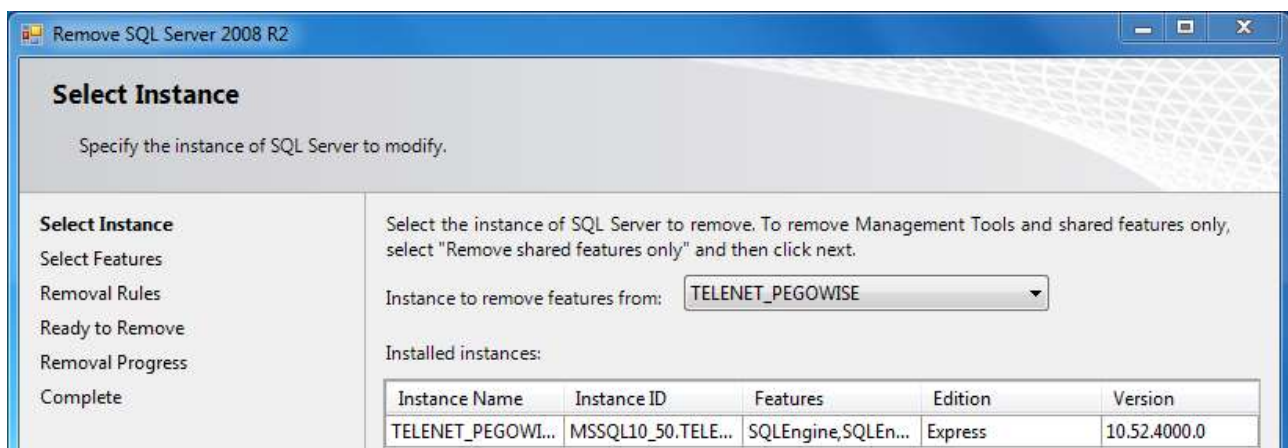 Remove SQL Server 2008 R2
Select Instance
Specify the instance of SQL Server to modify.
Select Instance
Select Features
Removal Rules
Ready to Remove
Removal Progress
Complete
Select the instance of SQL Server to remove. To remove Management Tools and shared features only,
select "Remove shared features only" and then click next.
Instance to remove features from: TELENET_PEGOWISE
Installed instances:
Instance Name Instance ID Features Edition Version
TELENET_PEGOWI... MSSQL10_50.TELE... SQLEngine,SQLEn... Express 10.52.4000.0